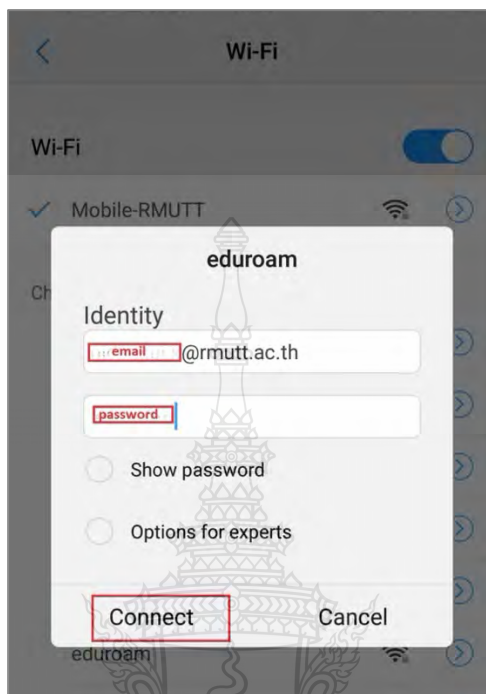 Wi-Fi
Wi-Fi
Mobile-RMUTT
eduroam
Ch
Identity
email @rmutt.ac.th
password
Show password
Options for experts
Connect Cancel
eduroam